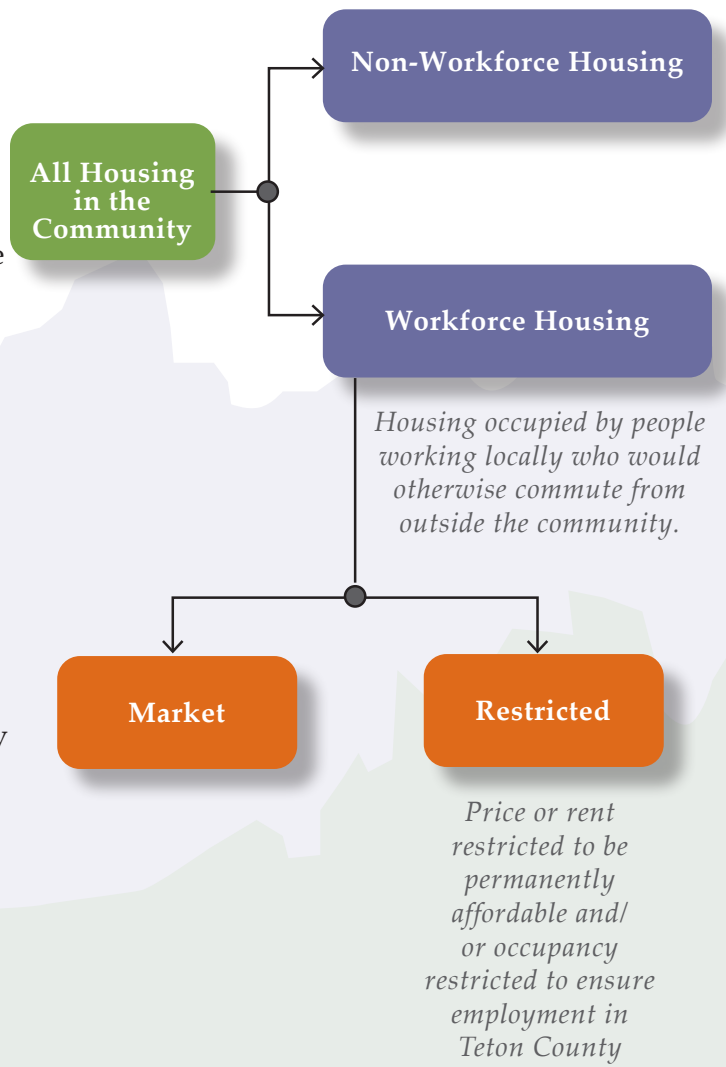 Non-Workforce Housing
All Housing
in the
Community
e
Workforce Housing
Housing occupied by people
working locally who would
otherwise commute from
outside the community.
Market
Restricted
y
Price or rent
restricted to be
permanently
affordable and/
or occupancy
restricted to ensure
employment in
Teton County